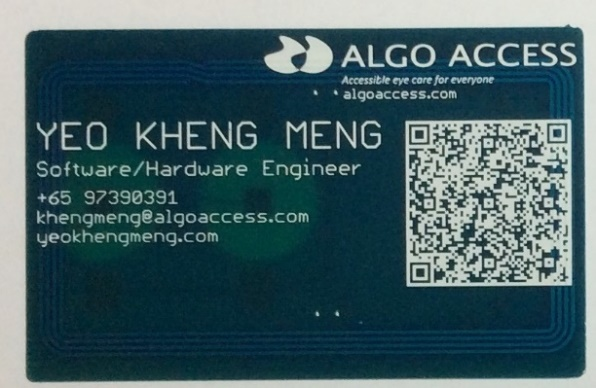 ALGO ACCESS
Accessible eye care for everyone
algoaccess.com
YEO KHENG MENG
Software/Hardware Engineer
+65 97390391
khengmeng@algoaccess.com
yeokhengmeng.com